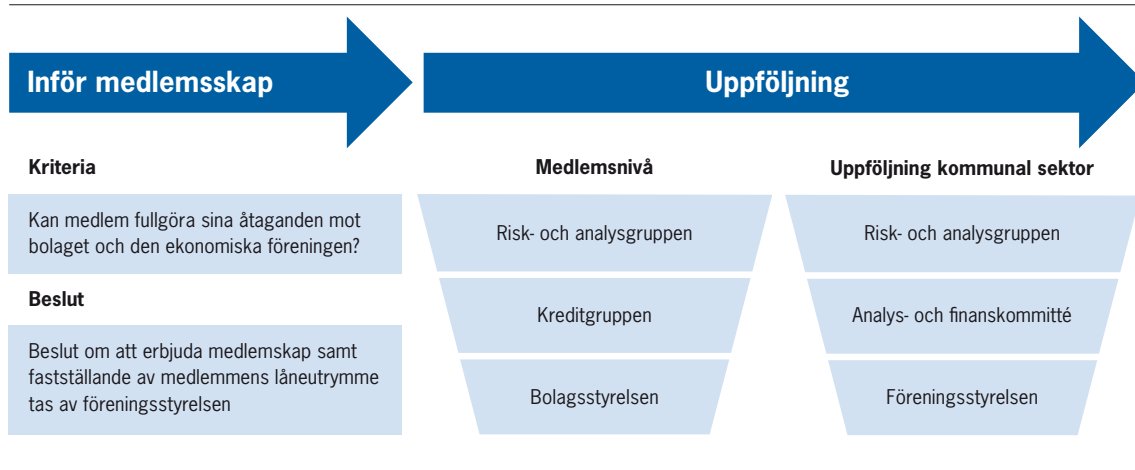 Inför medlemsskap
Uppföljning
Kriteria
Kan medlem fullgöra sina åtaganden mot
bolaget och den ekonomiska föreningen?
Beslut
Beslut om att erbjuda medlemskap samt
fastställande av medlemmens låneutrymme
tas av föreningsstyrelsen
Medlemsnivå
Risk- och analysgruppen
Kreditgruppen
Bolagsstyrelsen
Uppföljning kommunal sektor
Risk- och analysgruppen
Analys- och finanskommitté
Föreningsstyrelsen